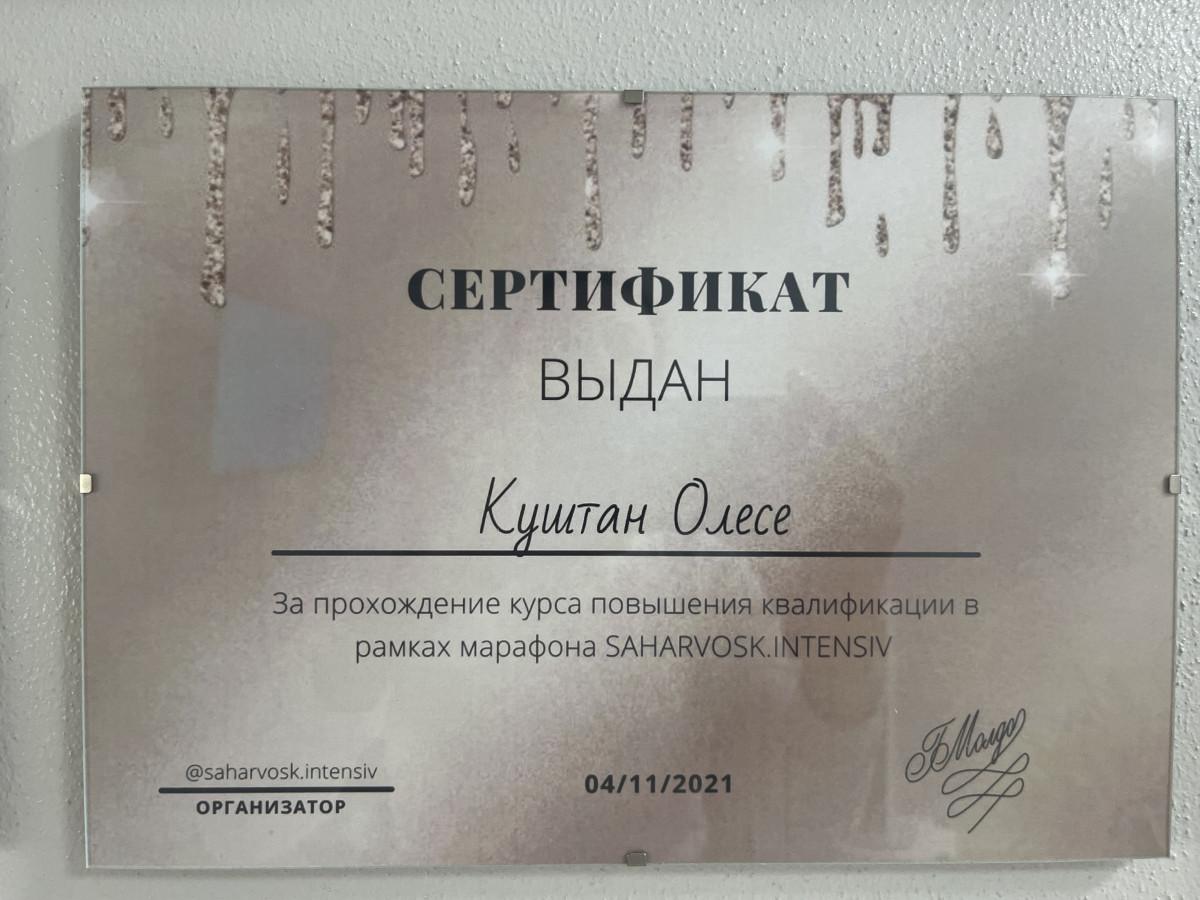 СЕРТИФИКАТ
ВЫДАН
Куштан Олесе
За прохождение курса повышения квалификации в
рамках марафона SAHARVOSK.INTENSIV
@saharvosk.intensiv
ОРГАНИЗАТОР
04/11/2021